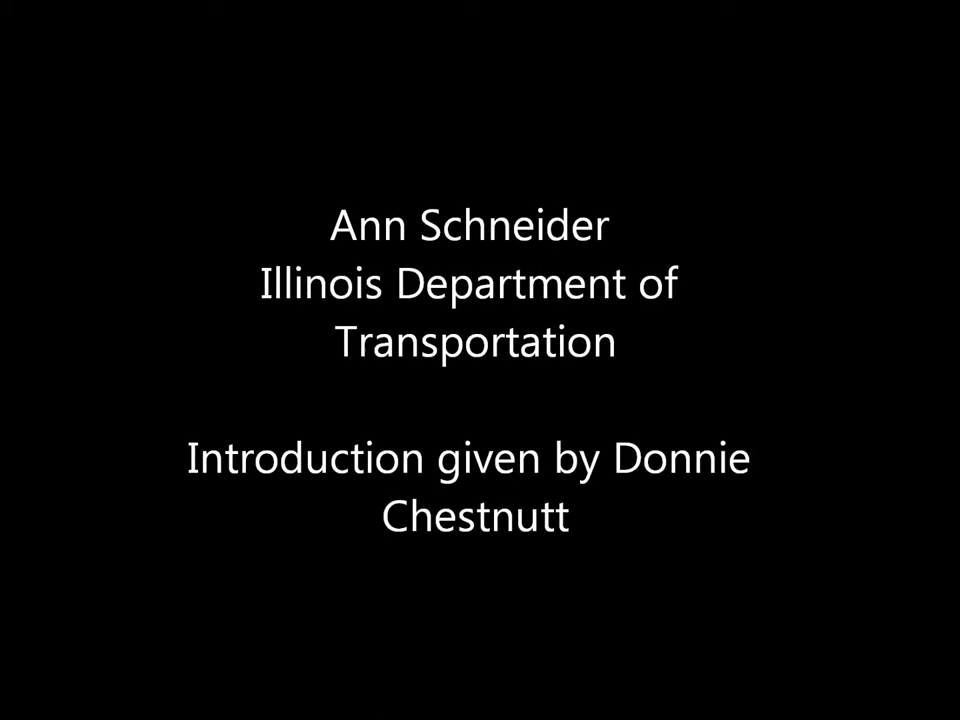 Ann Schneider
Illinois Department of
Transportation
Introduction given by Donnie
Chestnutt